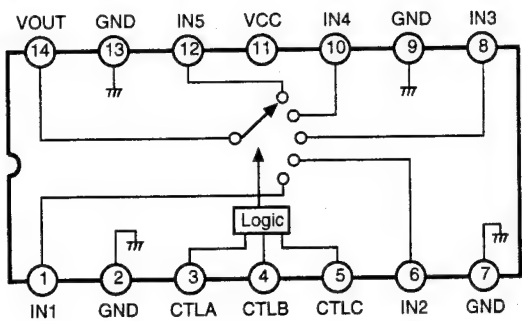 VOUT GND IN5 VCC IN4 GND IN3
14 13 12 11 10 9 8
Logic
1 2 3 4 5 6 7
IN1 GND CTLA CTLB CTLC IN2 GND